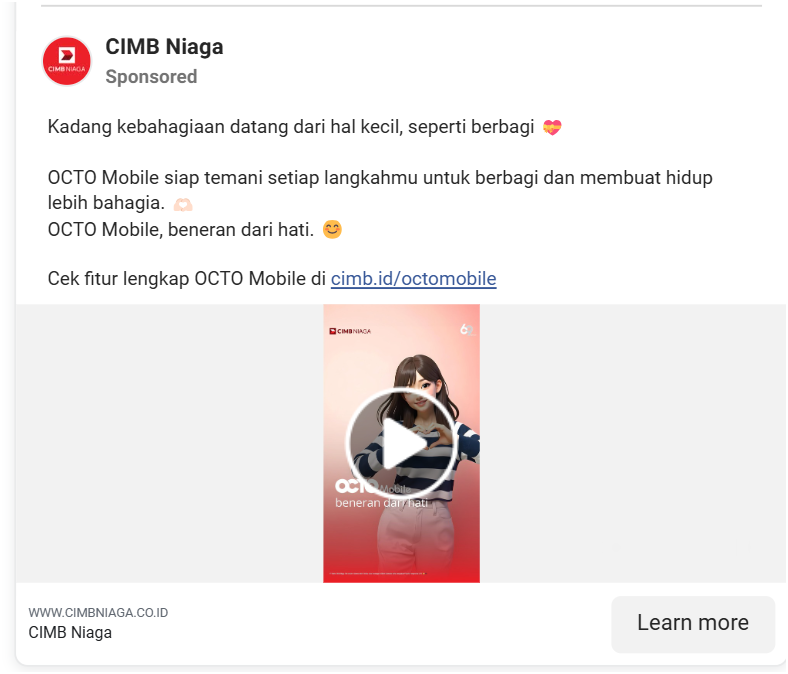 CIMB NIAGA
CIMB Niaga
Sponsored
Kadang kebahagiaan datang dari hal kecil, seperti berbagi 💝
OCTO Mobile siap temani setiap langkahmu untuk berbagi dan membuat hidup
lebih bahagia. 🫶🏻
OCTO Mobile, beneran dari hati. 😊
Cek fitur lengkap OCTO Mobile di cimb.id/octomobile
CIMB NIAGA
OCTO Mobile
beneran dari hati
WWW.CIMBNIAGA.CO.ID
CIMB Niaga
Learn more